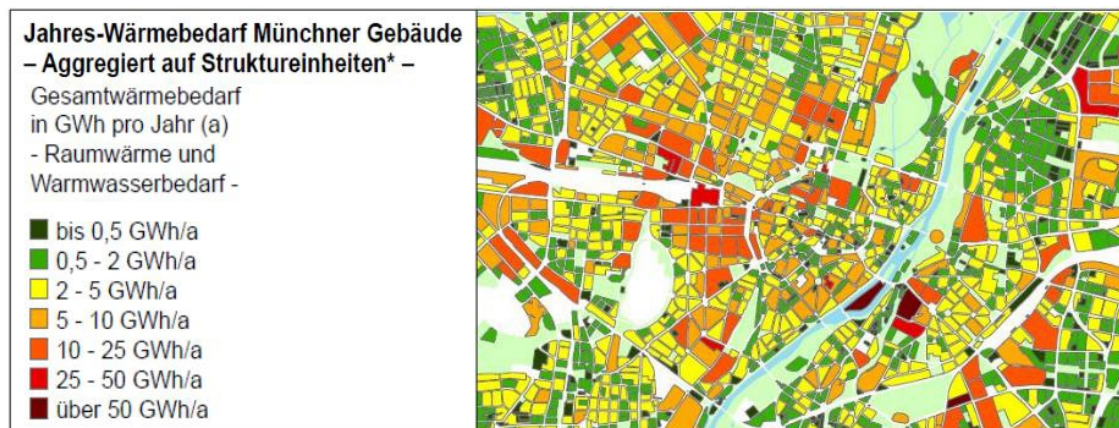 Jahres-Wärmebedarf Münchner Gebäude
– Aggregiert auf Struktureinheiten* –
Gesamtwärmebedarf
in GWh pro Jahr (a)
- Raumwärme und
Warmwasserbedarf -
bis 0,5 GWh/a
0,5 - 2 GWh/a
2 - 5 GWh/a
5 - 10 GWh/a
10 - 25 GWh/a
25 - 50 GWh/a
über 50 GWh/a